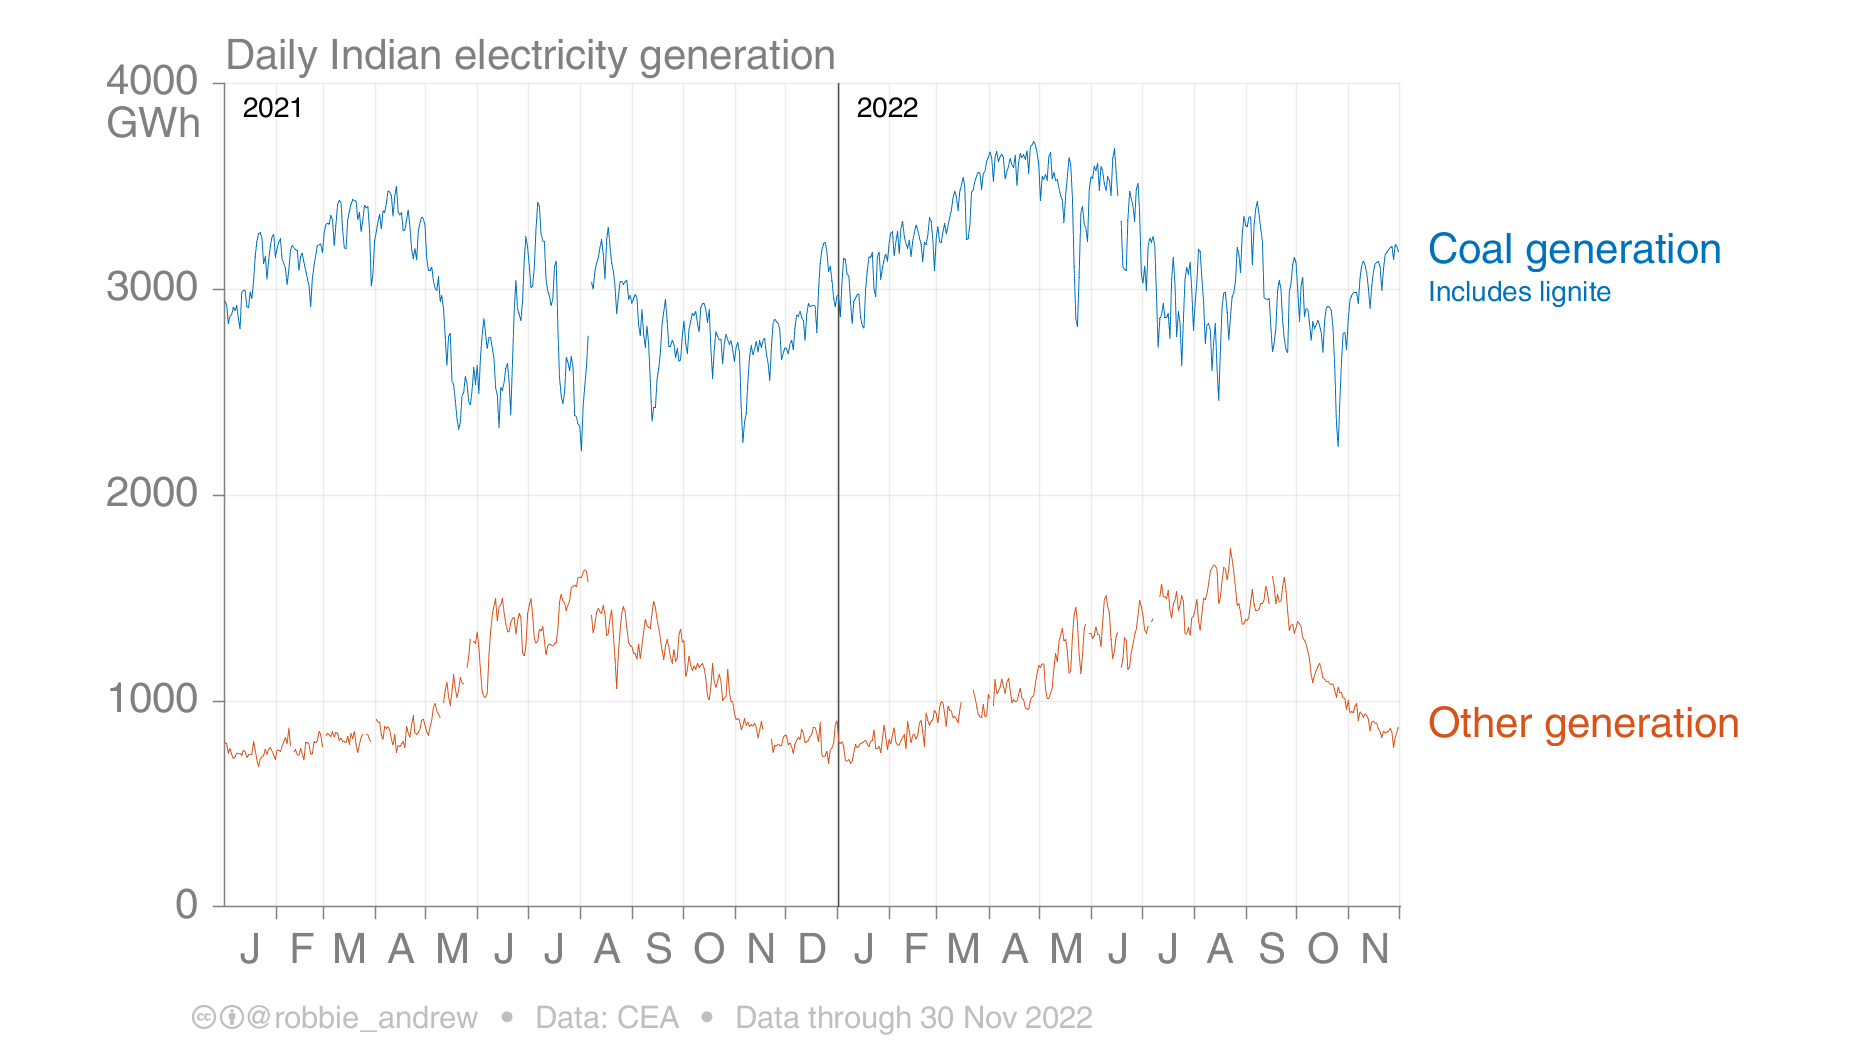 Daily Indian electricity generation
4000
GWh
2021
2022
3000
Coal generation
Includes lignite
2000
1000
Other generation
0
J F M A M J J A S O N D J F M A M J J A S O N
cc @robbie_andrew • Data: CEA • Data through 30 Nov 2022